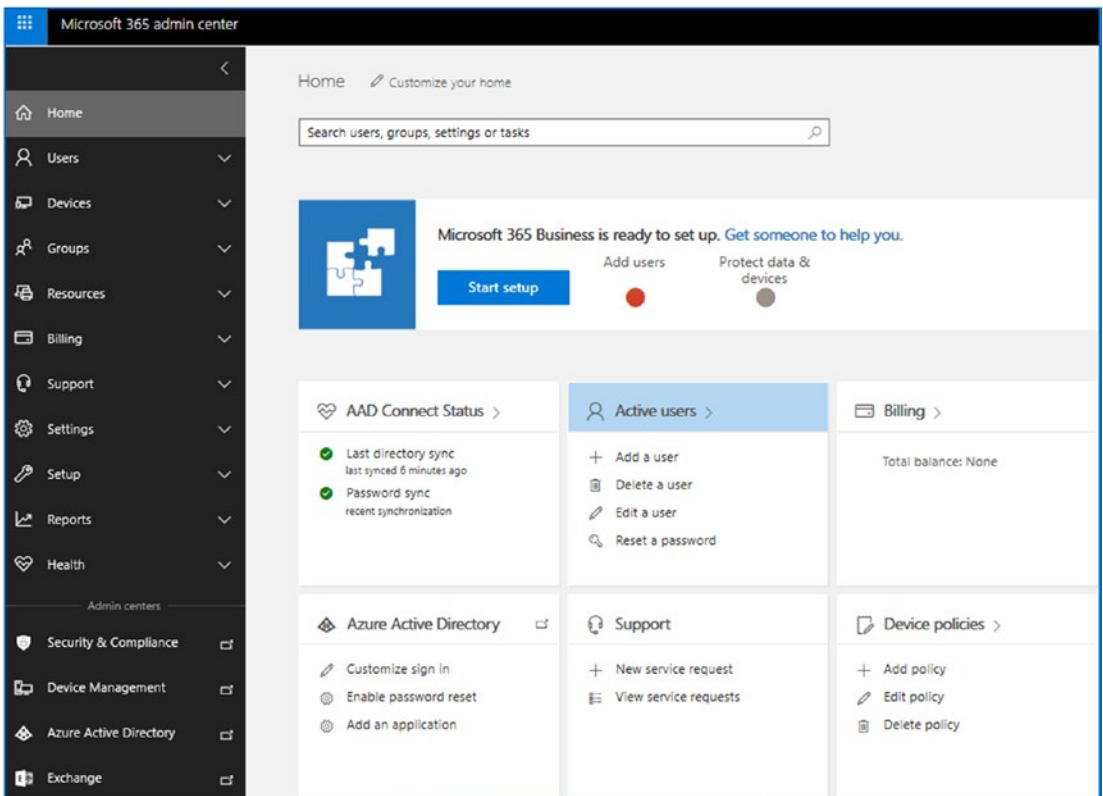 Microsoft 365 admin center
Home
Users
Devices
Groups
Resources
Billing
Support
Settings
Setup
Reports
Health
Admin centers
Security & Compliance
Device Management
Azure Active Directory
Exchange
Home
Customize your home
Search users, groups, settings or tasks
Microsoft 365 Business is ready to set up. Get someone to help you.
Start setup
Add users
Protect data &
devices
AAD Connect Status
Last directory sync
last synced 6 minutes ago
Password sync
recent synchronization
Active users
Add a user
Delete a user
Edit a user
Reset a password
Billing
Total balance: None
Azure Active Directory
Customize sign in
Enable password reset
Add an application
Support
New service request
View service requests
Device policies
Add policy
Edit policy
Delete policy